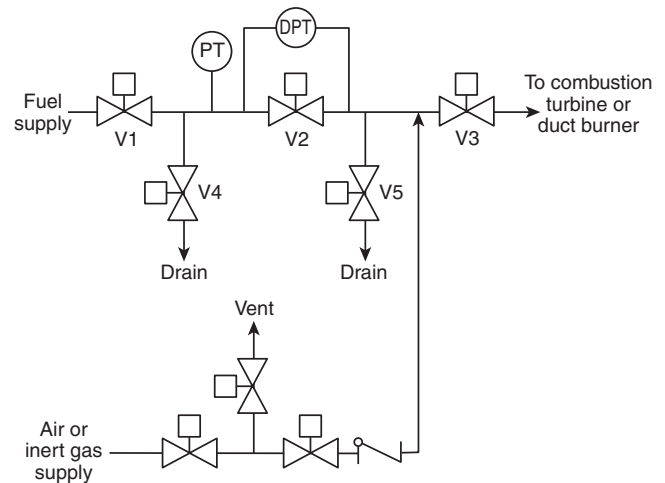 DPT
PT
Fuel
supply
V1
V2
V3
To combustion
turbine or
duct burner
V4
V5
Drain
Drain
Vent
Air or
inert gas
supply